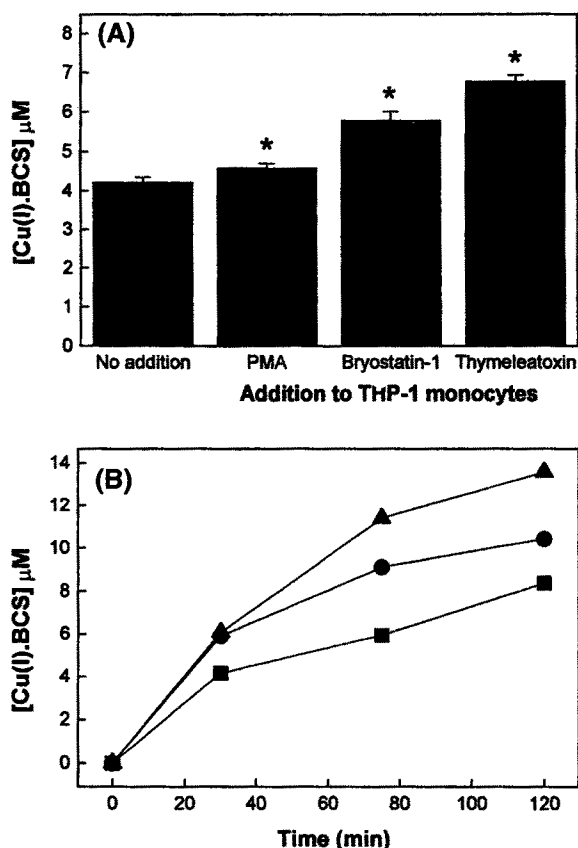 (A)
[Cu(I).BCS] µM
8
7
6
5
4
3
2
1
0
*
*
*
No addition PMA Bryostatin-1 Thymeleatoxin
Addition to THP-1 monocytes
(B)
[Cu(I).BCS] µM
14
12
10
8
6
4
2
0
0 20 40 60 80 100 120
Time (min)